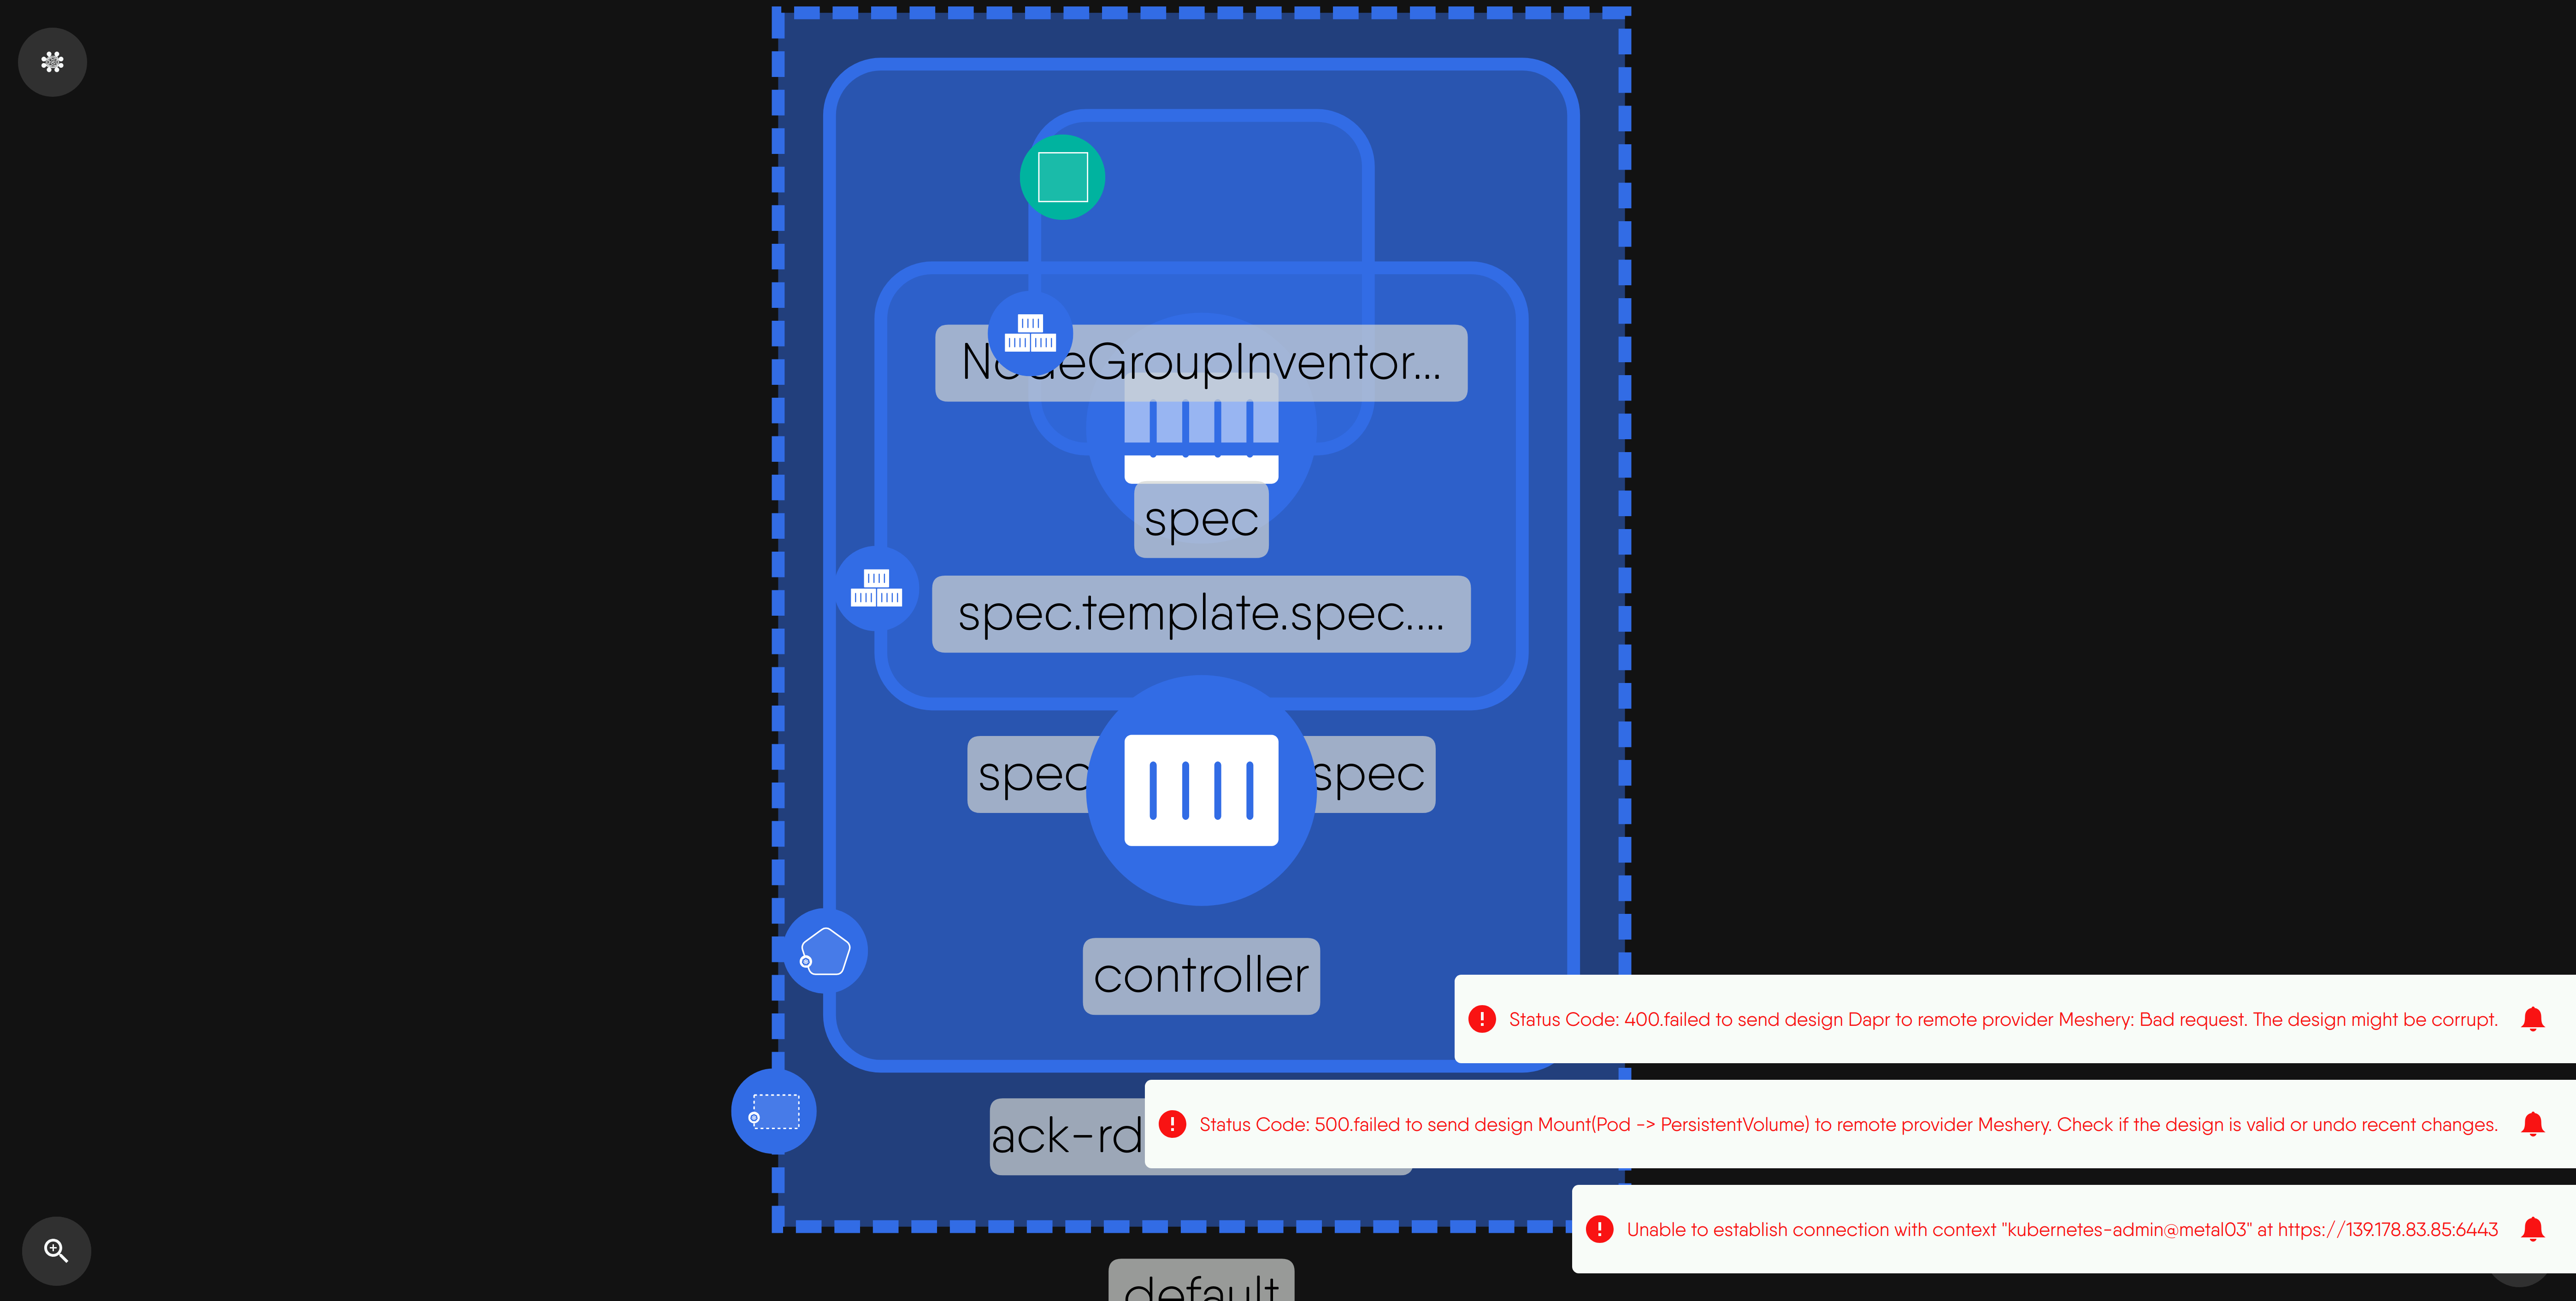 NodeGroupInventor...
spec
spec.template.spec....
spec
spec
controller
Status Code: 400.failed to send design Dapr to remote provider Meshery: Bad request. The design might be corrupt.
ack-rd
Status Code: 500.failed to send design Mount(Pod -> PersistentVolume) to remote provider Meshery. Check if the design is valid or undo recent changes.
Unable to establish connection with context "kubernetes-admin@metal03" at https://139.178.83.85:6443
default